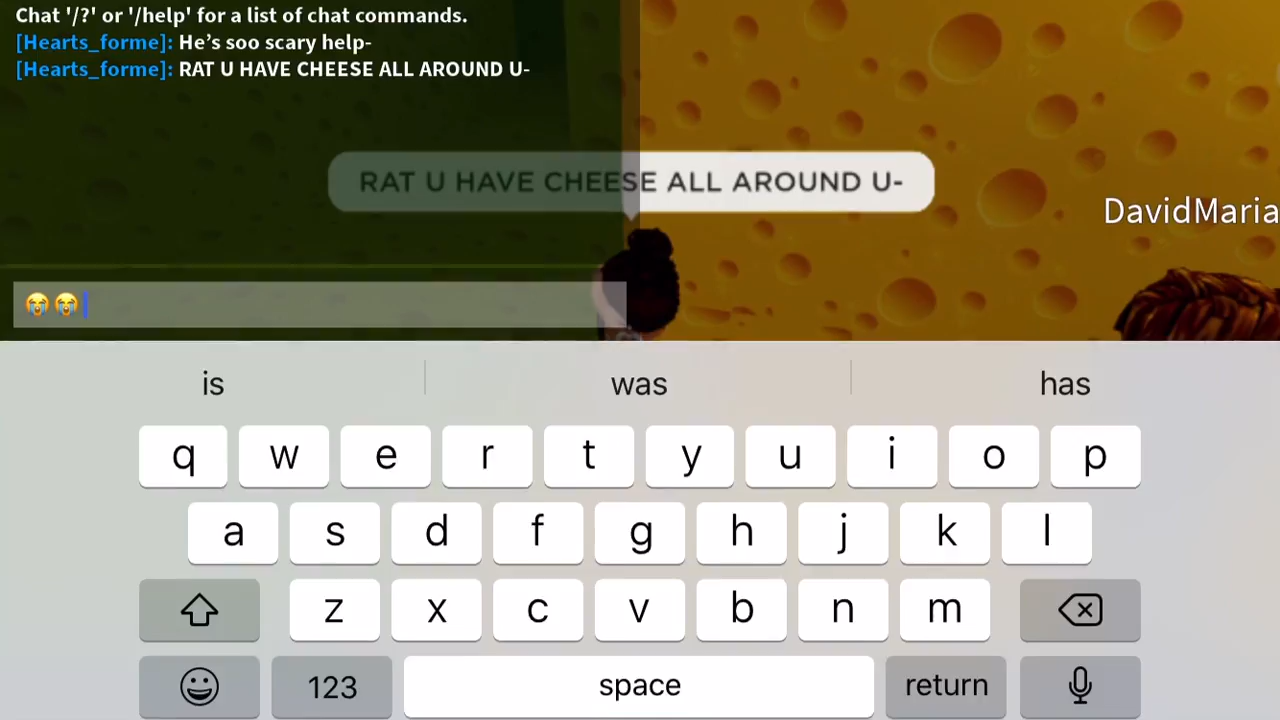 Chat '/?' or '/help' for a list of chat commands.
[Hearts_forme]: He’s soo scary help-
[Hearts_forme]: RAT U HAVE CHEESE ALL AROUND U-
RAT U HAVE CHEESE ALL AROUND U-
DavidMaria
😭😭
is was has
q w e r t y u i o p
a s d f g h j k l
z x c v b n m
123 space return